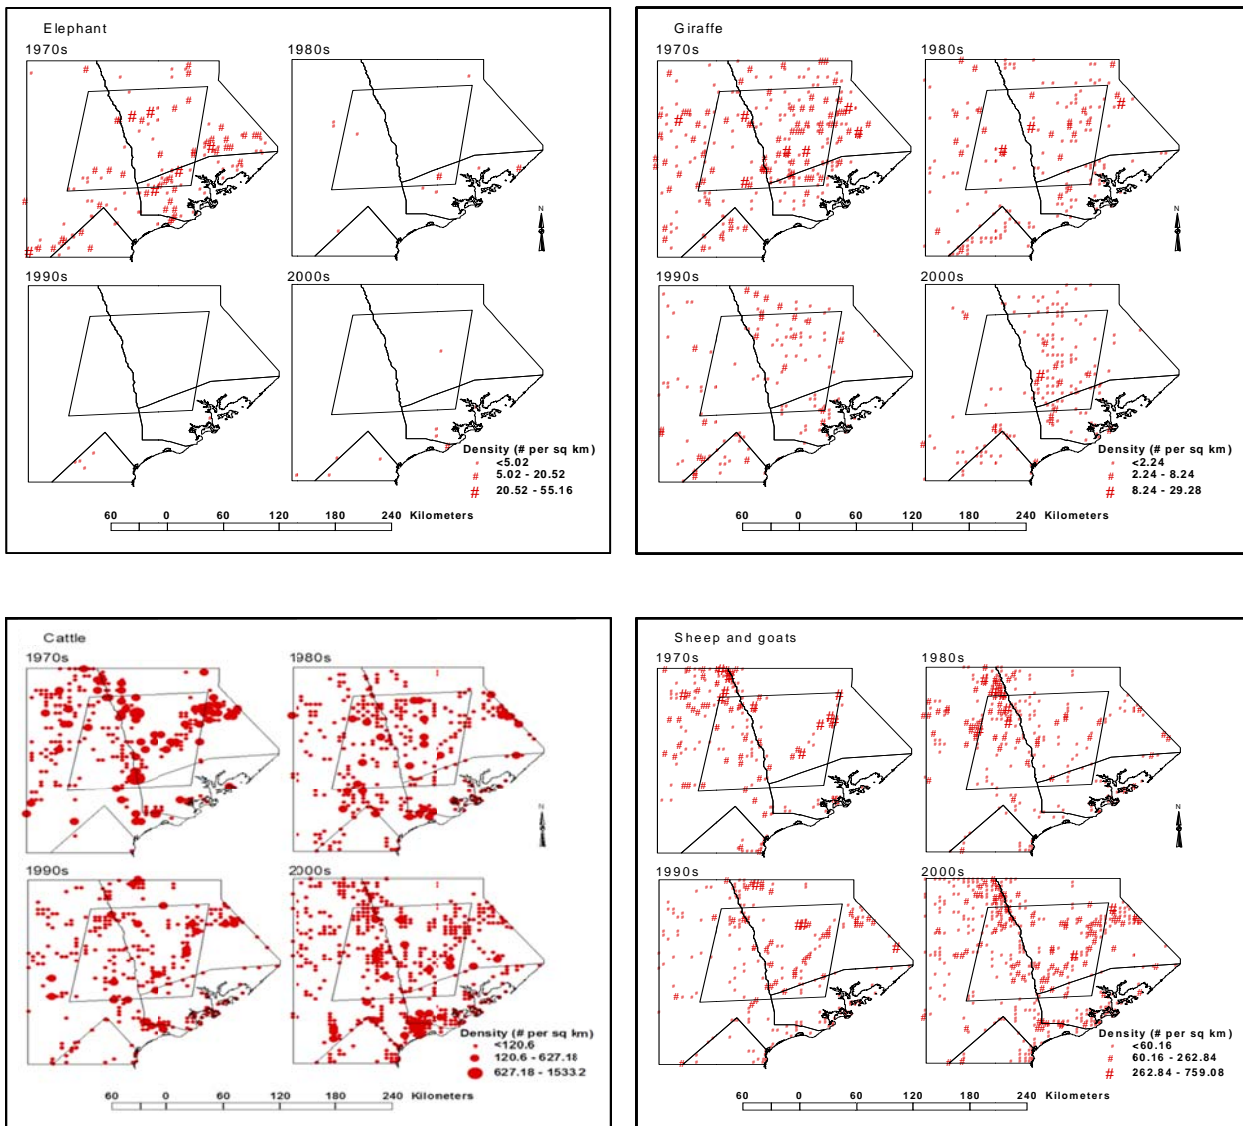 Elephant
1970s
1980s
N
1990s
2000s
Density (# per sq km)
<5.02
5.02 - 20.52
20.52 - 55.16
60 0 60 120 180 240 Kilometers
Giraffe
1970s
1980s
N
1990s
2000s
Density (# per sq km)
<2.24
2.24 - 8.24
8.24 - 29.28
60 0 60 120 180 240 Kilometers
Cattle
1970s
1980s
N
1990s
2000s
Density (# per sq km)
<120.6
120.6 - 627.18
627.18 - 1533.2
60 0 60 120 180 240 Kilometers
Sheep and goats
1970s
1980s
N
1990s
2000s
Density (# per sq km)
<60.16
60.16 - 262.84
262.84 - 759.08
60 0 60 120 180 240 Kilometers